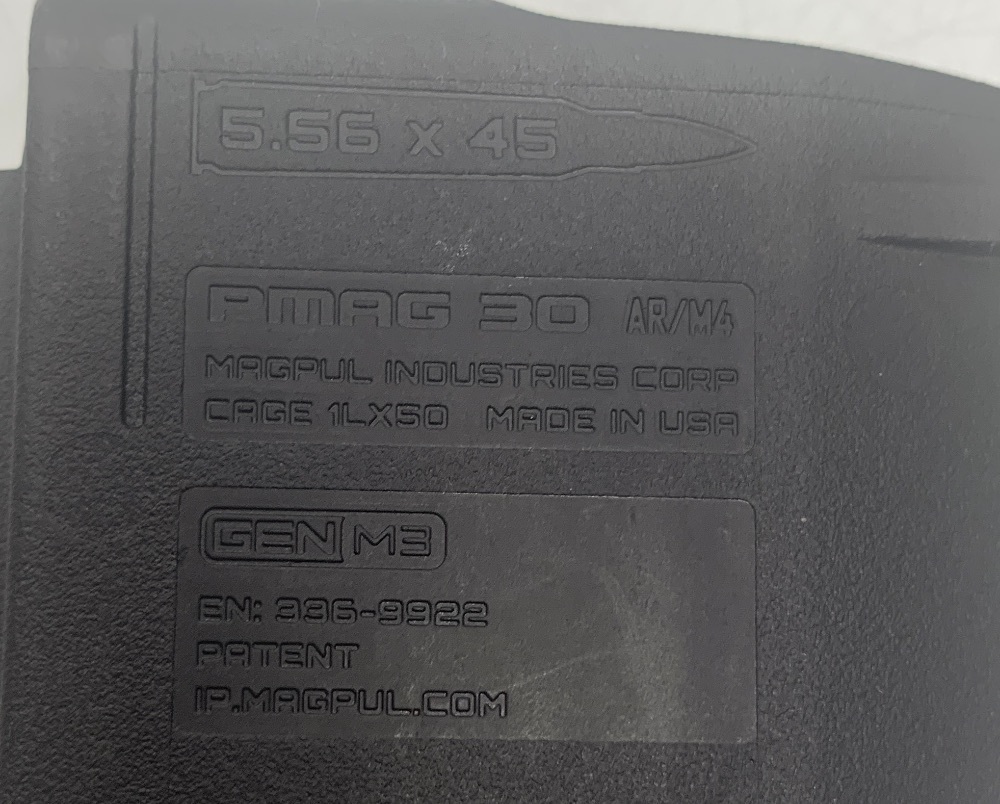 5.56 x 45
PMAG 30 AR/M4
MAGPUL INDUSTRIES CORP
CAGE 1LX50 MADE IN USA
GEN M3
EN: 336-9922
PATENT
IP.MAGPUL.COM